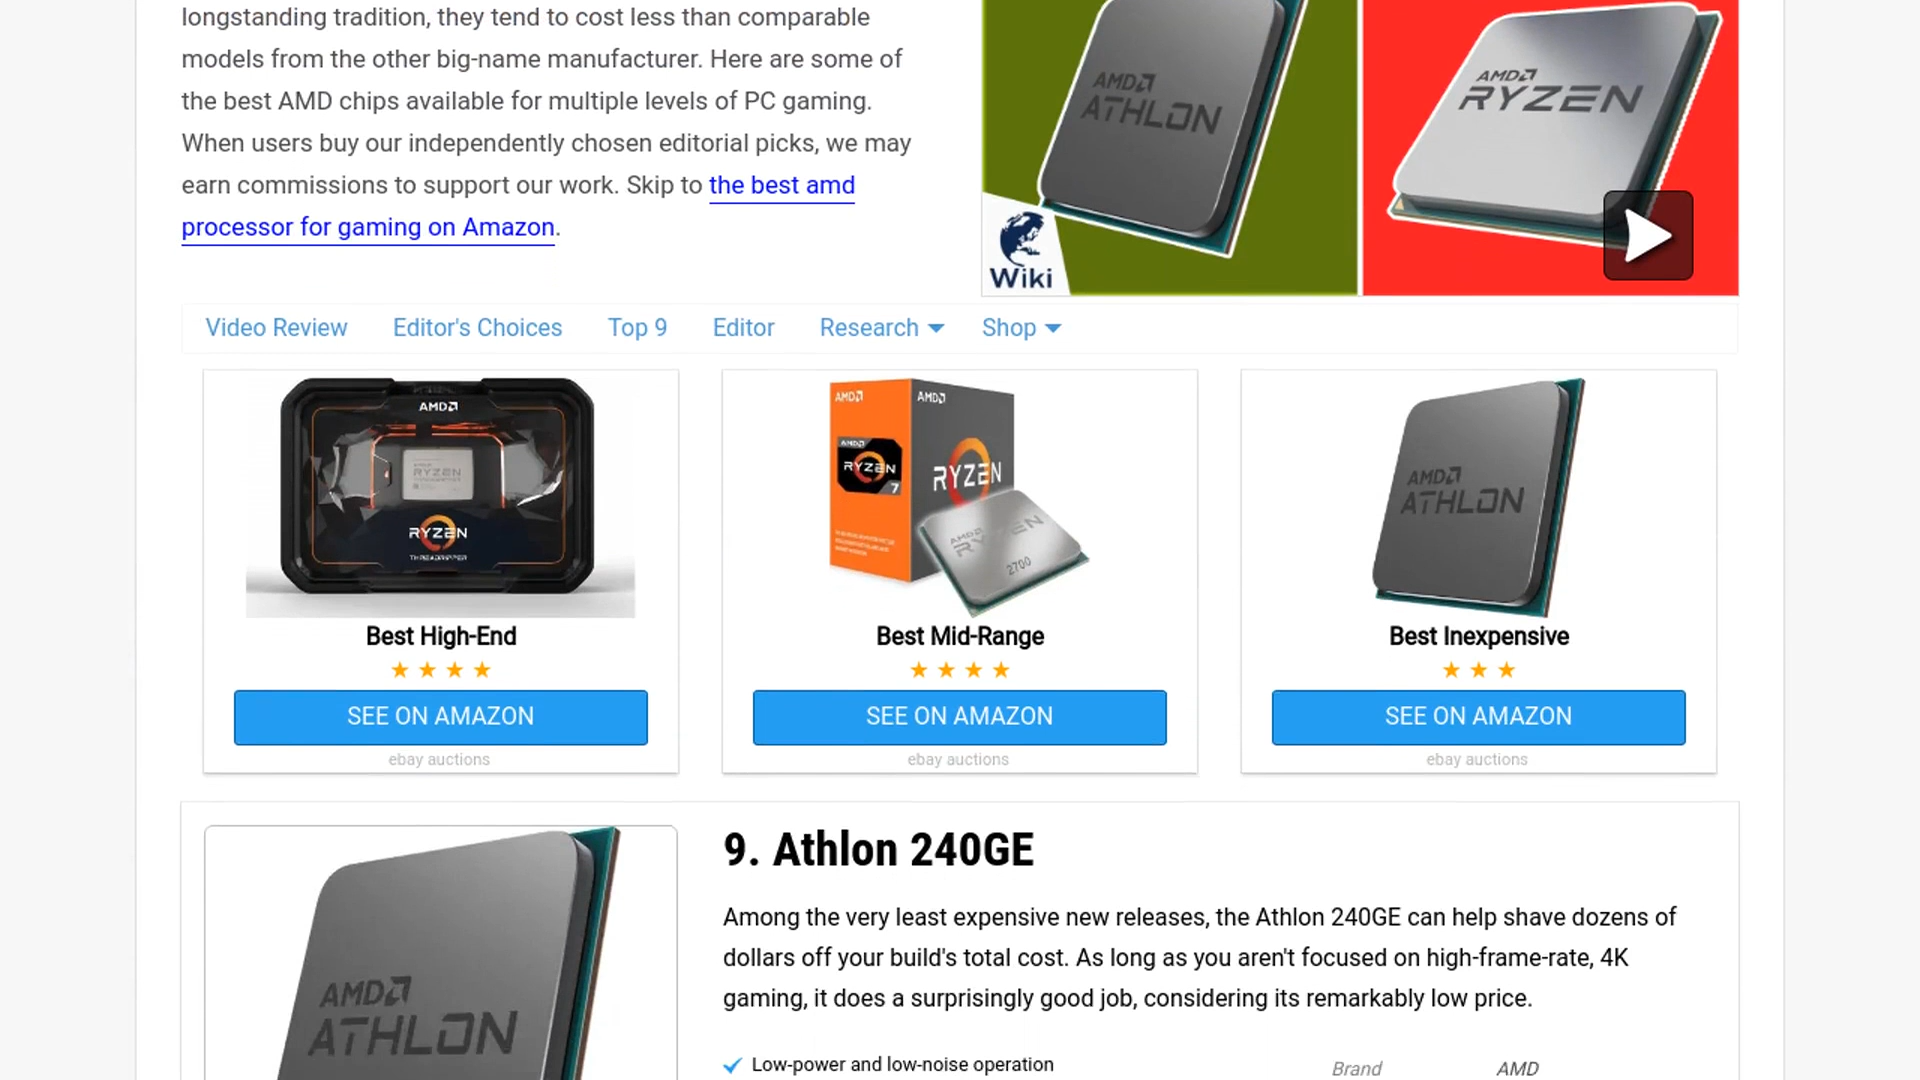 longstanding tradition, they tend to cost less than comparable
models from the other big-name manufacturer. Here are some of
the best AMD chips available for multiple levels of PC gaming.
When users buy our independently chosen editorial picks, we may
earn commissions to support our work. Skip to the best amd
processor for gaming on Amazon.
AMD
ATHLON
AMD
RYZEN
Wiki
Video Review Editor's Choices Top 9 Editor Research Shop
AMD
RYZEN
RYZEN
THREADRIPPER
Best High-End
SEE ON AMAZON
ebay auctions
AMD AMD
AMD
RYZEN
7
RYZEN
AMD
RYZEN
2700
Best Mid-Range
SEE ON AMAZON
ebay auctions
AMD
ATHLON
Best Inexpensive
SEE ON AMAZON
ebay auctions
AMD
ATHLON
9. Athlon 240GE
Among the very least expensive new releases, the Athlon 240GE can help shave dozens of
dollars off your build's total cost. As long as you aren't focused on high-frame-rate, 4K
gaming, it does a surprisingly good job, considering its remarkably low price.
Low-power and low-noise operation
Brand AMD